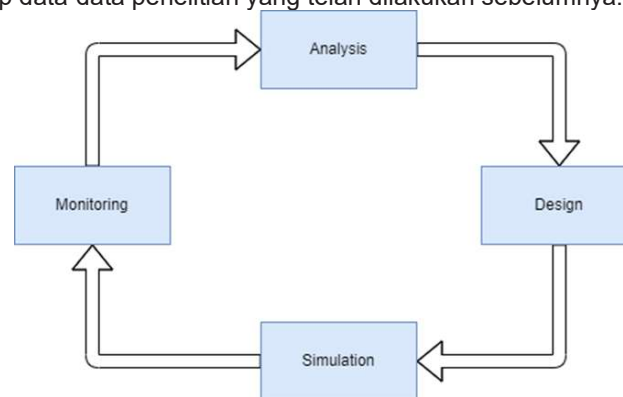 data-data penelitian yang telah dilakukan sebelumnya.
Analysis
Monitoring
Design
Simulation